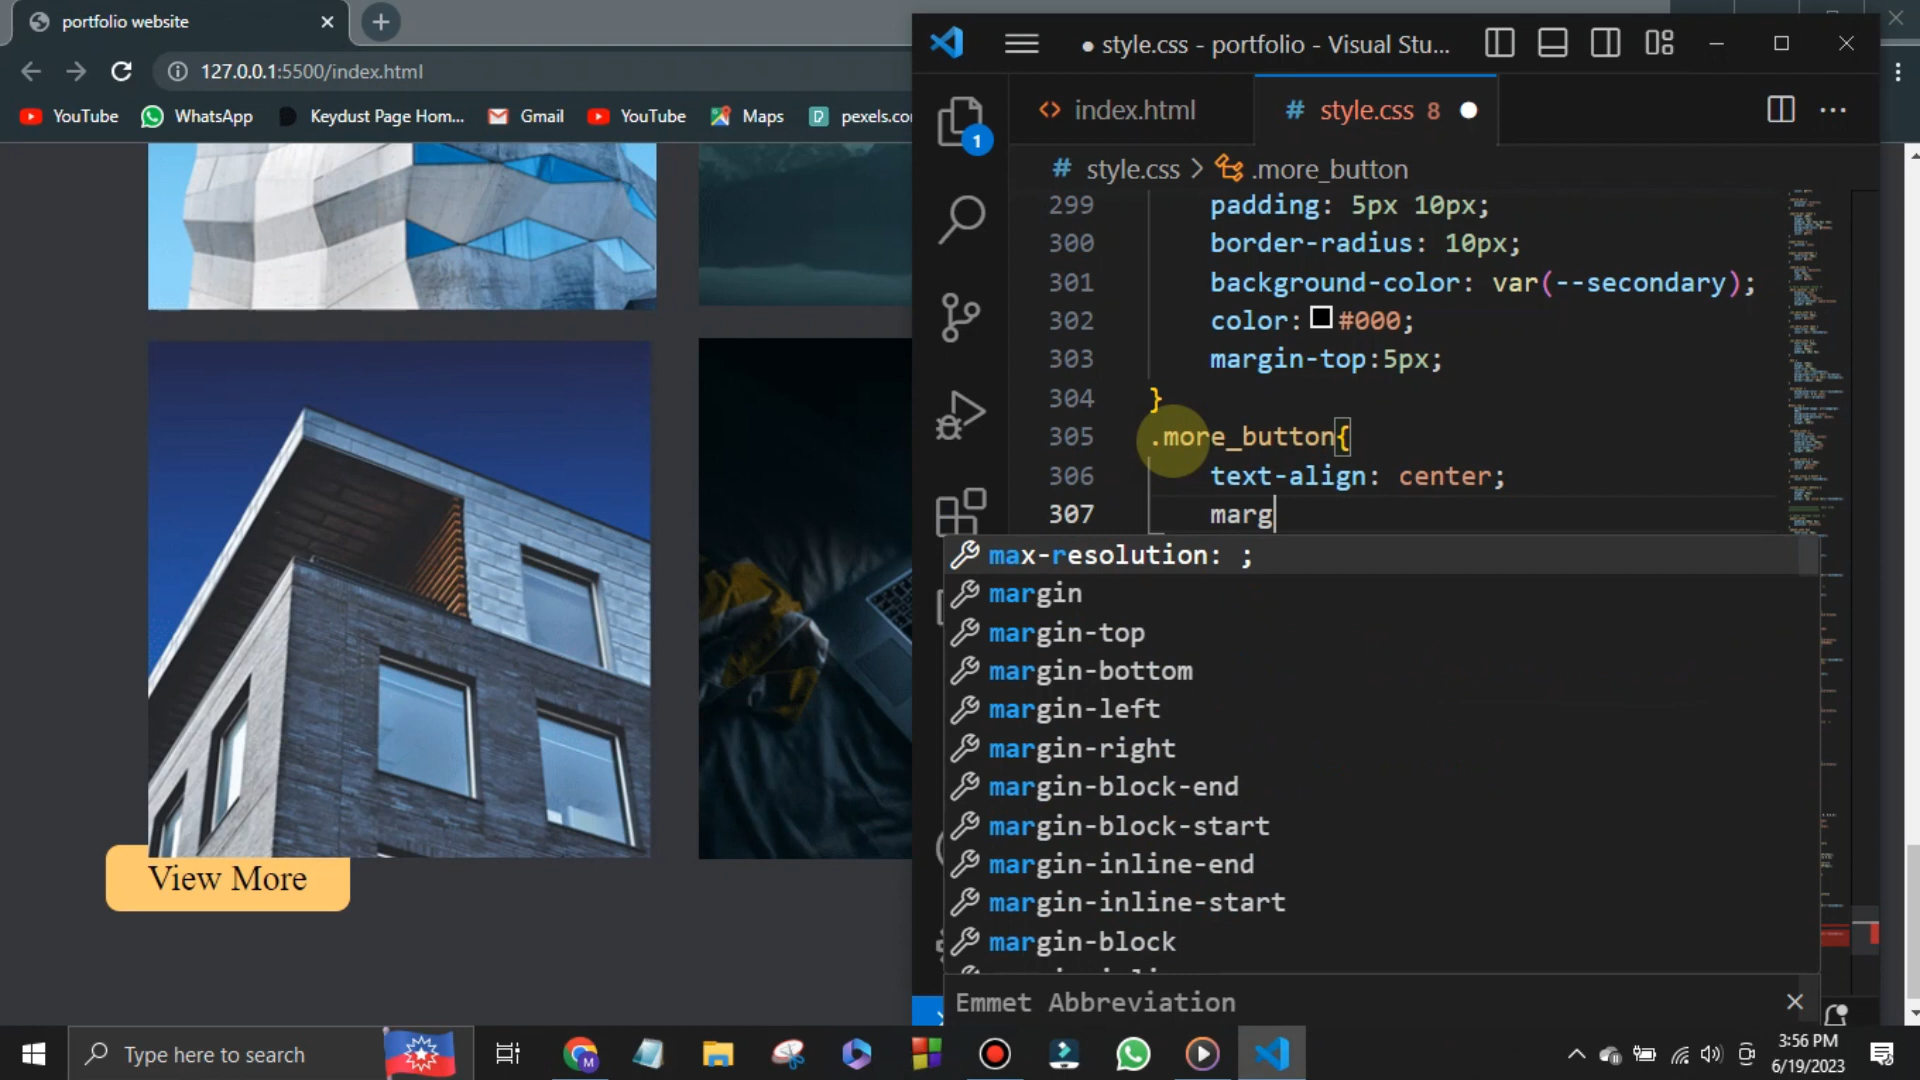 portfolio website
127.0.0.1:5500/index.html
YouTube WhatsApp Keydust Page Hom... Gmail YouTube Maps pexels.co
View More
● style.css - portfolio - Visual Stu...
index.html
# style.css 8
# style.css > .more_button
1
299 padding: 5px 10px;
300 border-radius: 10px;
301 background-color: var(--secondary);
302 color: #000;
303 margin-top:5px;
304 }
305 .more_button{
306 text-align: center;
307 marg
max-resolution: ;
margin
margin-top
margin-bottom
margin-left
margin-right
margin-block-end
margin-block-start
margin-inline-end
margin-inline-start
margin-block
Emmet Abbreviation
Type here to search
3:56 PM
6/19/2023